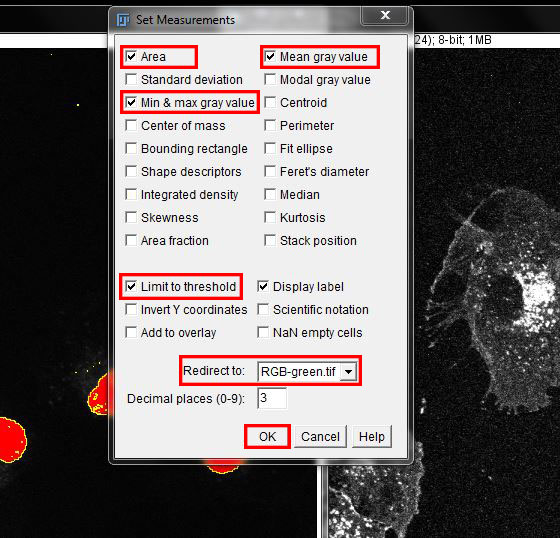 Set Measurements
24); 8-bit; 1MB
Area Mean gray value
Standard deviation Modal gray value
Min & max gray value Centroid
Center of mass Perimeter
Bounding rectangle Fit ellipse
Shape descriptors Feret's diameter
Integrated density Median
Skewness Kurtosis
Area fraction Stack position
Limit to threshold Display label
Invert Y coordinates Scientific notation
Add to overlay NaN empty cells
Redirect to: RGB-green.tif
Decimal places (0-9): 3
OK Cancel Help